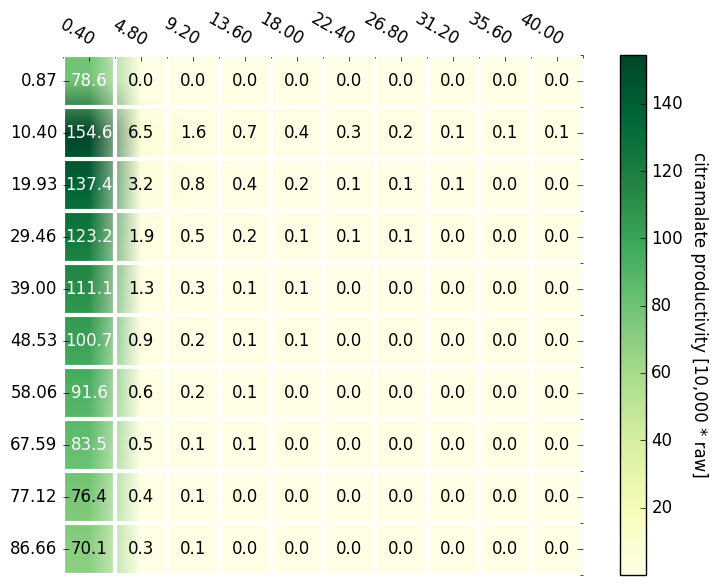 0.40 4.80 9.20 13.60 18.00 22.40 26.80 31.20 35.60 40.00
0.87 78.6 0.0 0.0 0.0 0.0 0.0 0.0 0.0 0.0 0.0
10.40 154.6 6.5 1.6 0.7 0.4 0.3 0.2 0.1 0.1 0.1
19.93 137.4 3.2 0.8 0.4 0.2 0.1 0.1 0.1 0.0 0.0
29.46 123.2 1.9 0.5 0.2 0.1 0.1 0.1 0.0 0.0 0.0
39.00 111.1 1.3 0.3 0.1 0.1 0.0 0.0 0.0 0.0 0.0
48.53 100.7 0.9 0.2 0.1 0.1 0.0 0.0 0.0 0.0 0.0
58.06 91.6 0.6 0.2 0.1 0.0 0.0 0.0 0.0 0.0 0.0
67.59 83.5 0.5 0.1 0.1 0.0 0.0 0.0 0.0 0.0 0.0
77.12 76.4 0.4 0.1 0.0 0.0 0.0 0.0 0.0 0.0 0.0
86.66 70.1 0.3 0.1 0.0 0.0 0.0 0.0 0.0 0.0 0.0
140
120
100
80
60
40
20
citramalate productivity [10,000 * raw]